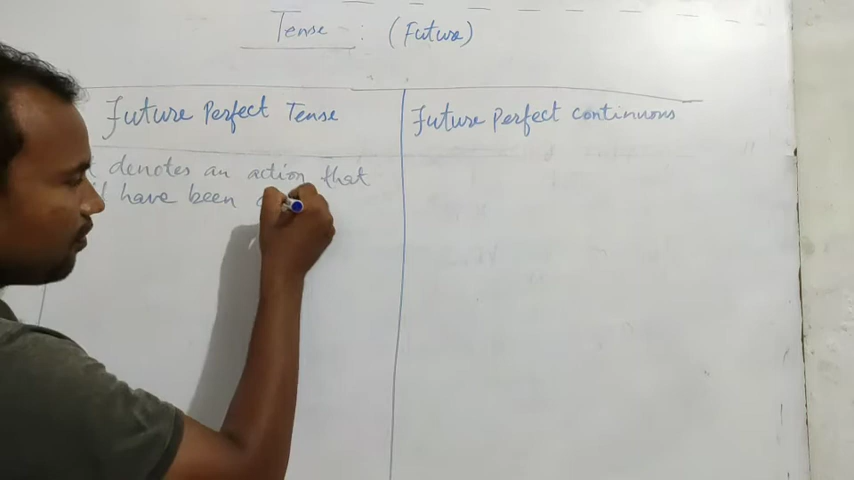 Tense : (Future)
Future Perfect Tense
Future Perfect continuous
denotes an action that
have been